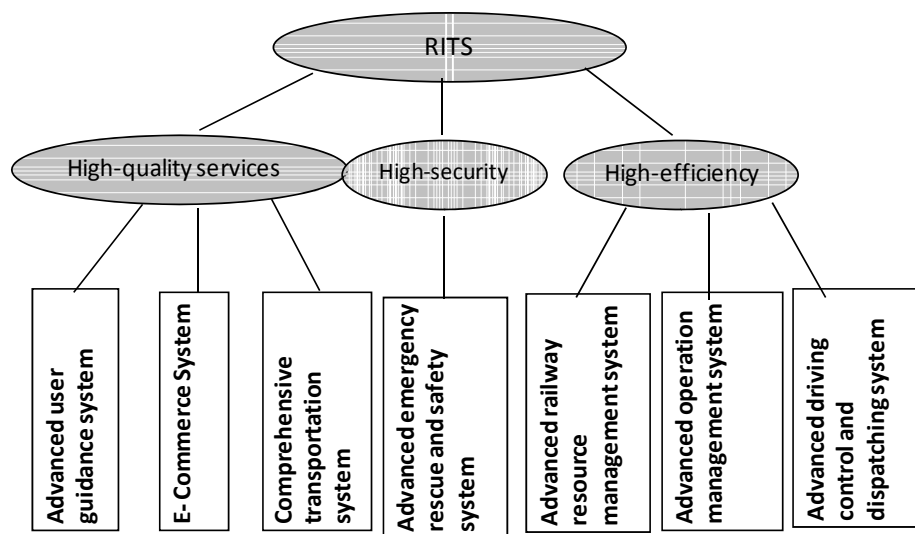 RITS
High-quality services
High-security
High-efficiency
Advanced user
guidance system
E- Commerce System
Comprehensive
transportation
system
Advanced emergency
rescue and safety
system
Advanced railway
resource
management system
Advanced operation
management system
Advanced driving
control and
dispatching system